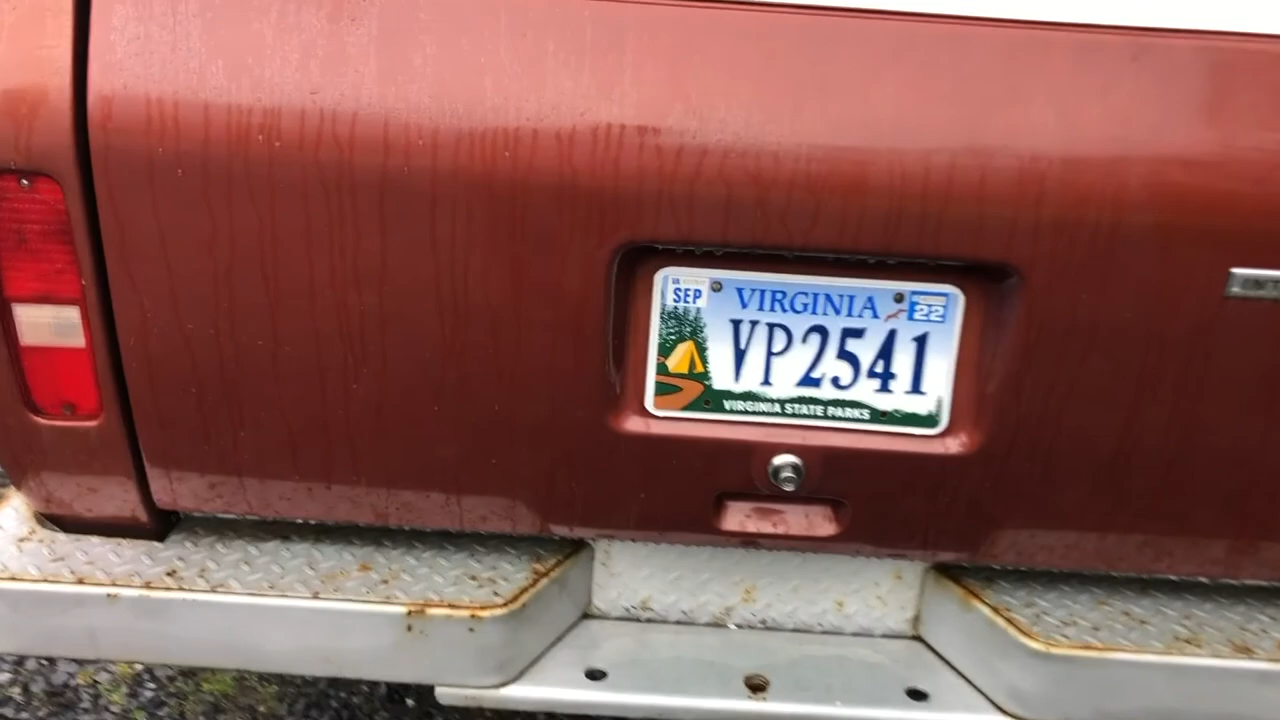 SEP
VIRGINIA
22
VP2541
VIRGINIA STATE PARKS